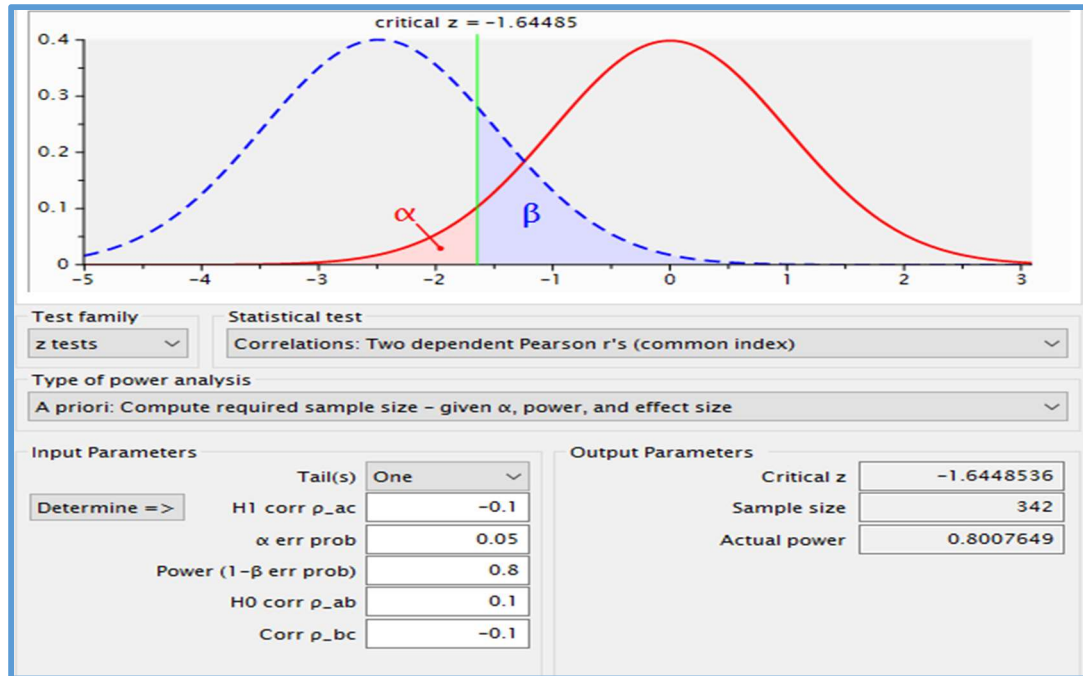 critical z = -1.64485
0.4
0.3
0.2
0.1
0
α
β
-5 -4 -3 -2 -1 0 1 2 3
Test family Statistical test
z tests Correlations: Two dependent Pearson r's (common index)
Type of power analysis
A priori: Compute required sample size – given α, power, and effect size
Input Parameters Output Parameters
Tail(s) One Critical z -1.6448536
Determine => H1 corr ρ_ac -0.1 Sample size 342
α err prob 0.05 Actual power 0.8007649
Power (1-β err prob) 0.8
H0 corr ρ_ab 0.1
Corr ρ_bc -0.1